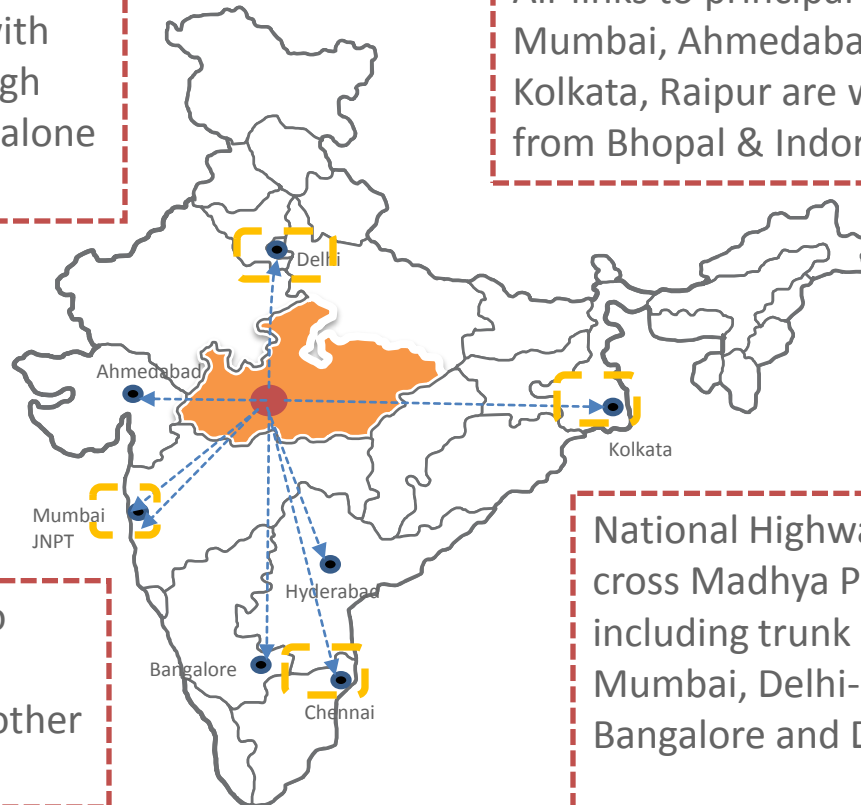 with
gh
alone
Mumbai, Ahmedaba
Kolkata, Raipur are
from Bhopal & Indor
Delhi
Ahmedabad
Kolkata
Mumbai
JNPT
Hyderabad
Bangalore
Chennai
other
National Highwa
cross Madhya P
including trunk
Mumbai, Delhi-
Bangalore and D